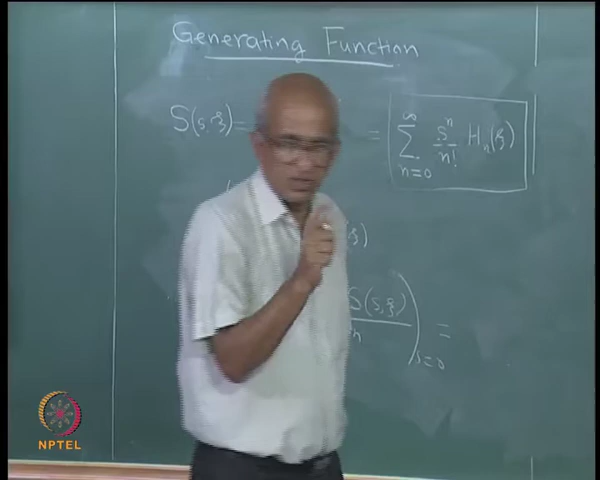 Generating Function
S(s,ξ)= = ∑_{n=0}^{∞} s^n/n! H_n(ξ)
ξ)
S(s,ξ) =
n s=0
NPTEL